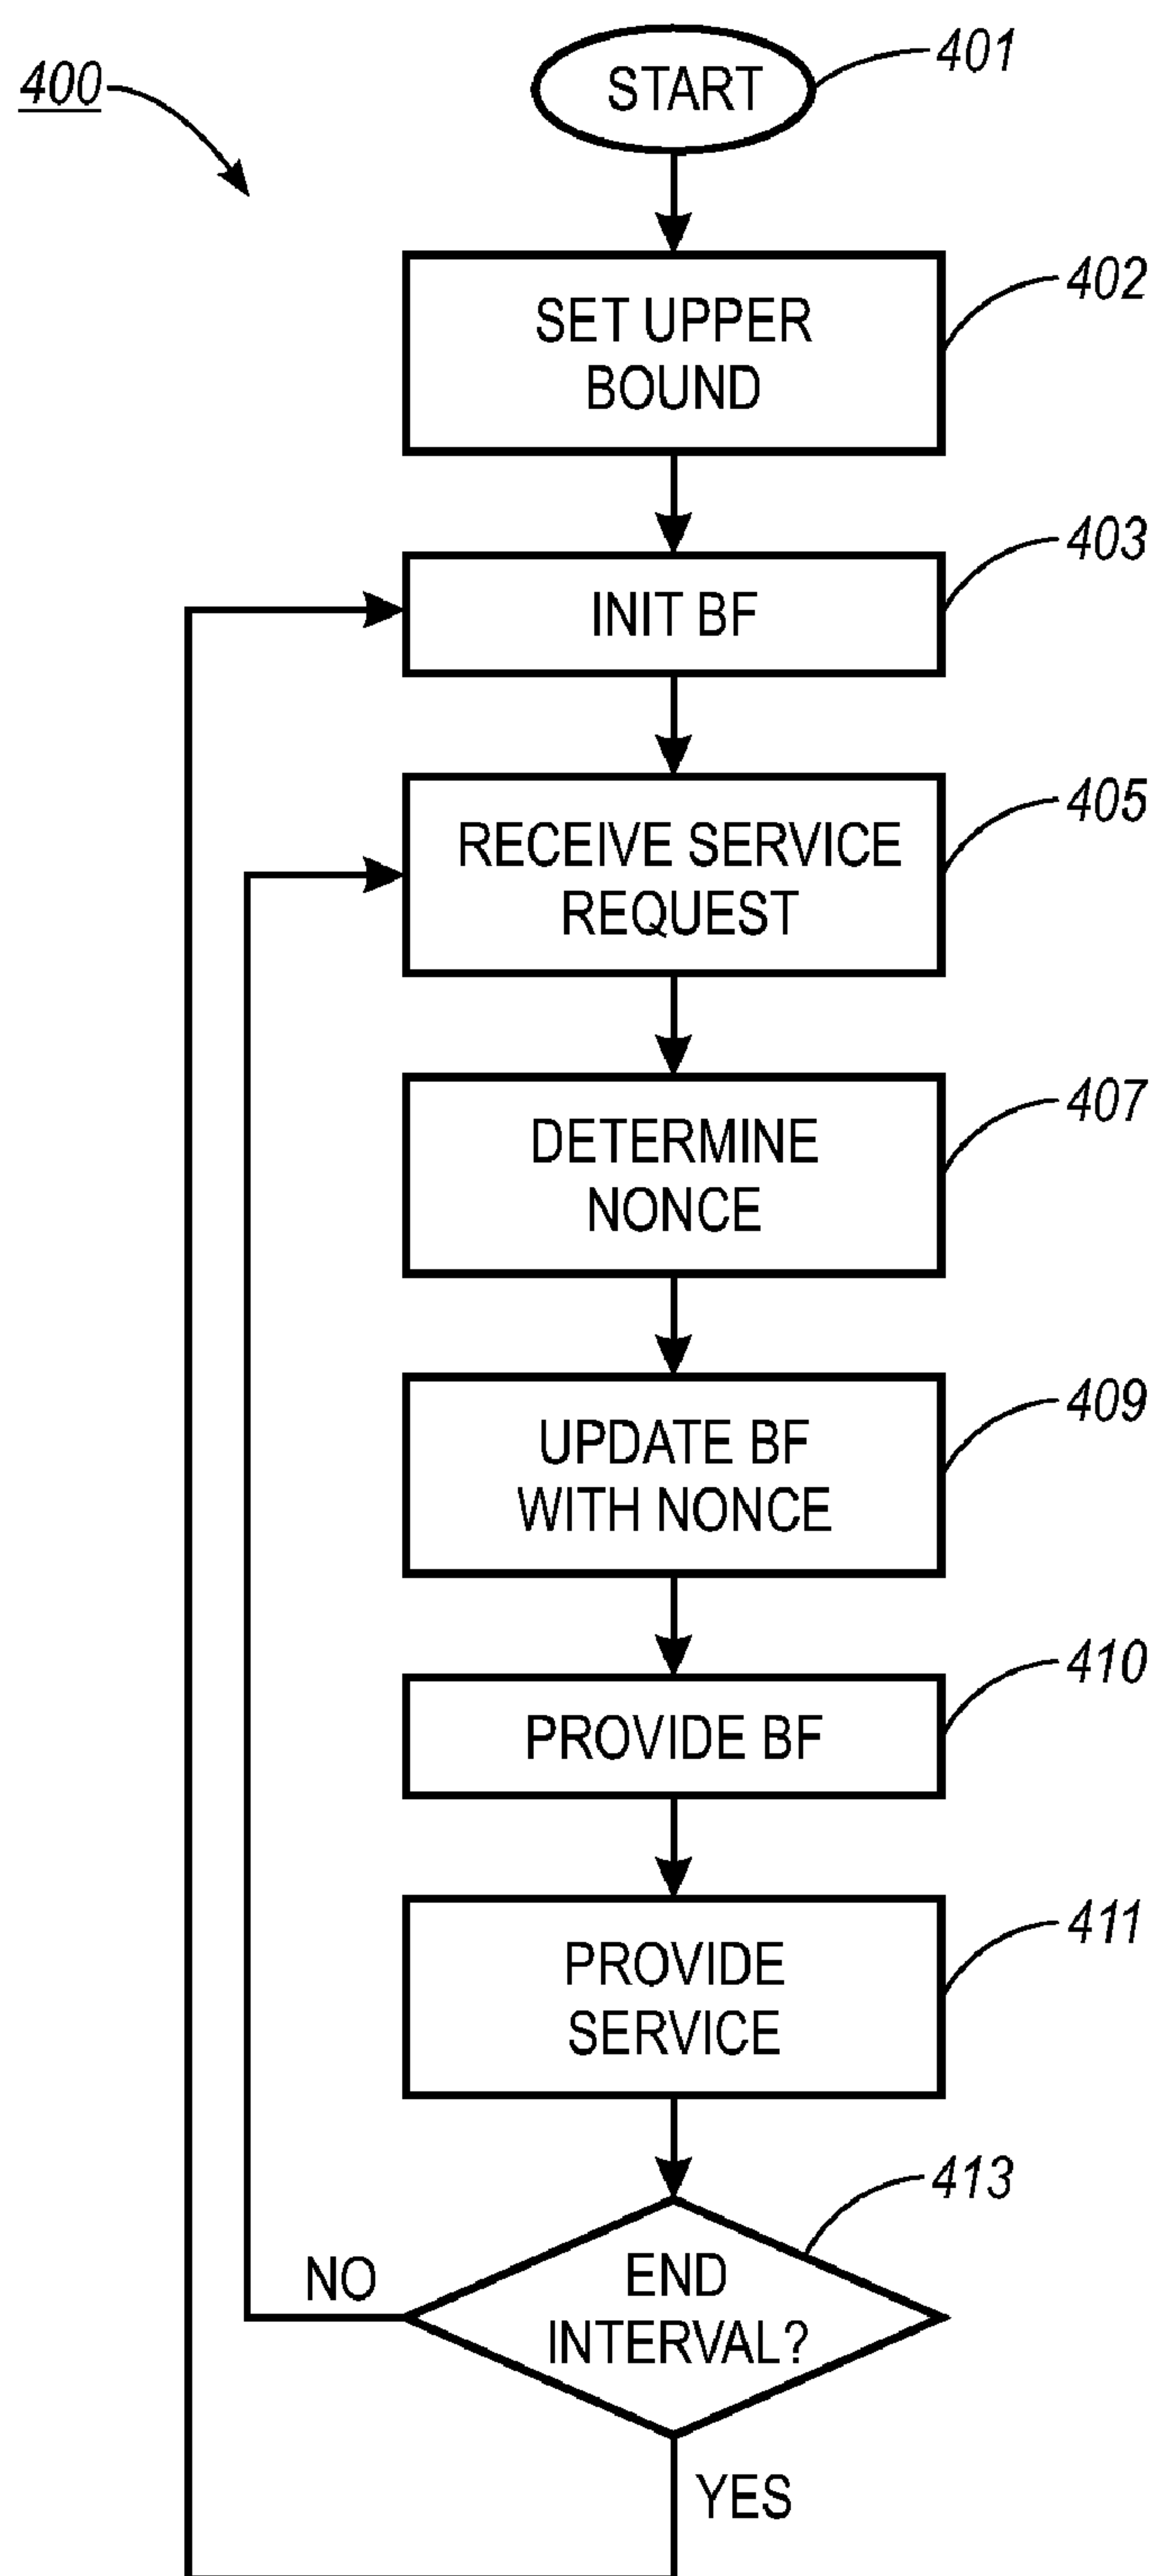 400
START
401
SET UPPER
BOUND
402
INIT BF
403
RECEIVE SERVICE
REQUEST
405
DETERMINE
NONCE
407
UPDATE BF
WITH NONCE
409
PROVIDE BF
410
PROVIDE
SERVICE
411
END
INTERVAL?
413
NO
YES